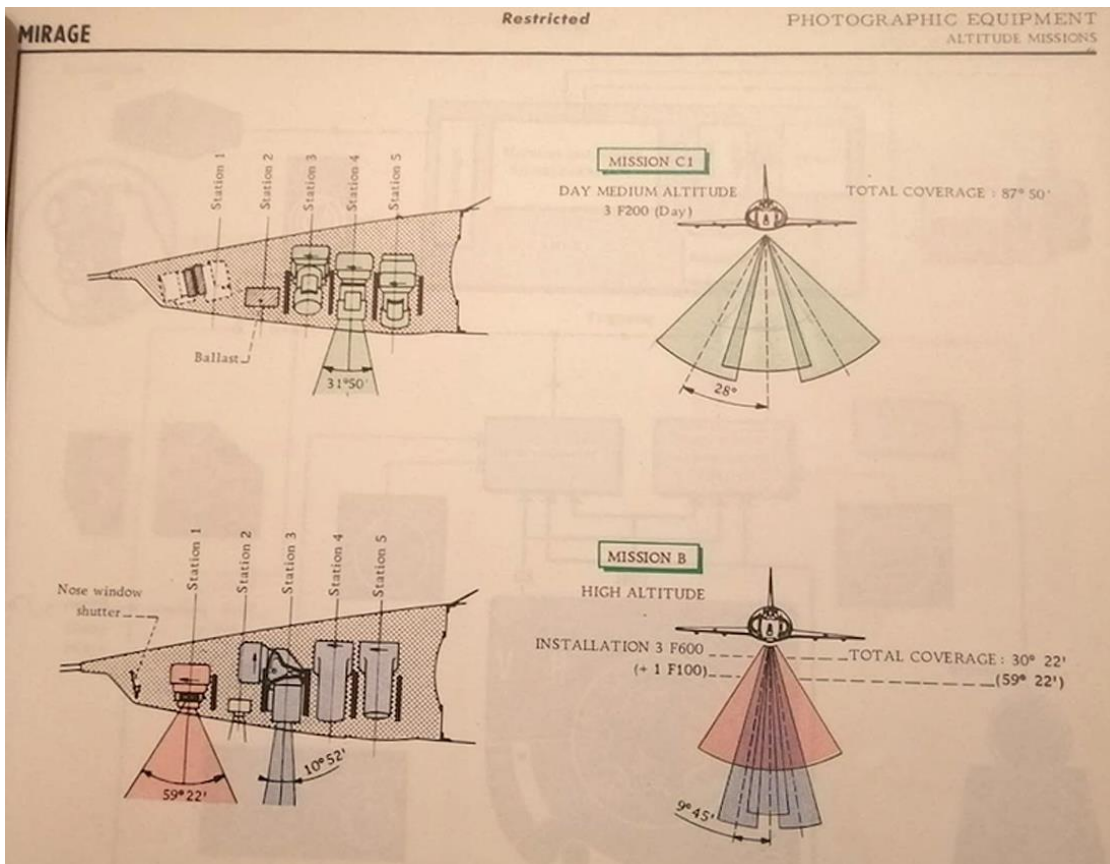 MIRAGE
Restricted
PHOTOGRAPHIC EQUIPMENT
ALTITUDE MISSIONS
Station 1
Station 2
Station 3
Station 4
Station 5
Ballast
31°50'
MISSION C1
DAY MEDIUM ALTITUDE
3 F200 (Day)
TOTAL COVERAGE : 87° 50'
28°
Station 1
Station 2
Station 3
Station 4
Station 5
Nose window
shutter
59°22'
10°52'
MISSION B
HIGH ALTITUDE
INSTALLATION 3 F600
(+ 1 F100)
TOTAL COVERAGE : 30° 22'
(59° 22')
9°45'